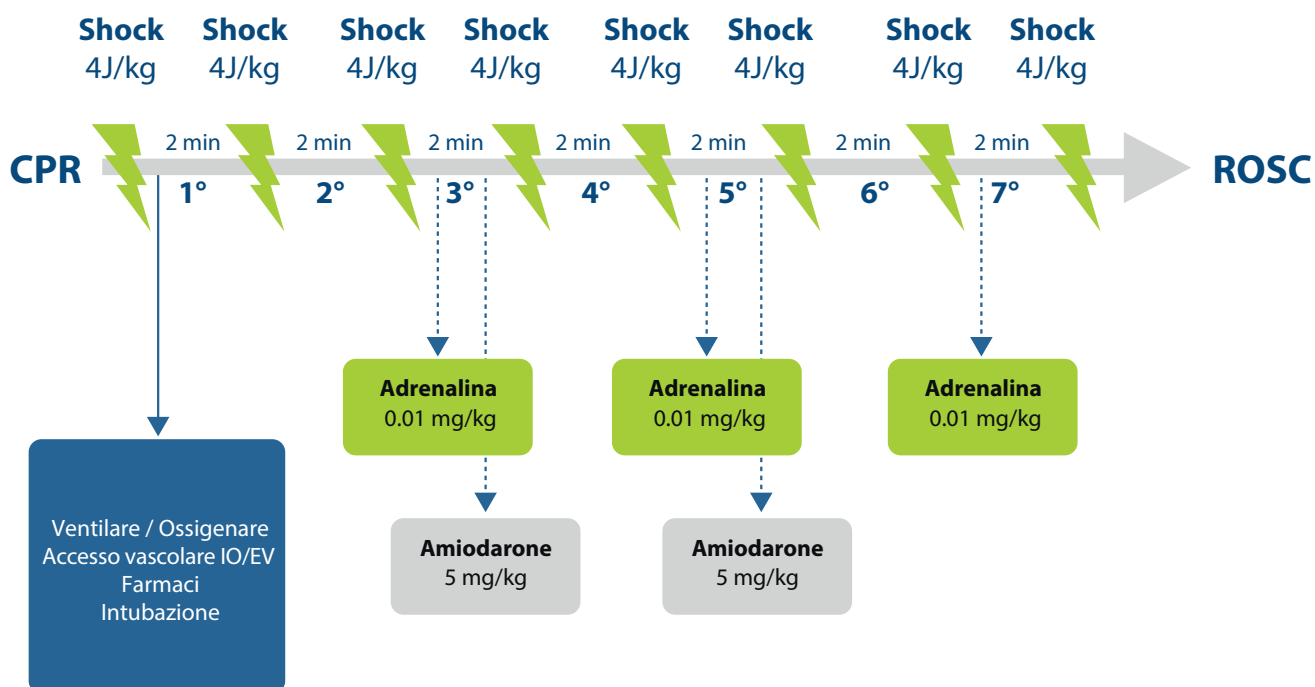 Shock Shock Shock Shock Shock Shock Shock Shock
4J/kg 4J/kg 4J/kg 4J/kg 4J/kg 4J/kg 4J/kg 4J/kg
2 min 2 min 2 min 2 min 2 min 2 min 2 min
CPR ROSC
1° 2° 3° 4° 5° 6° 7°
Adrenalina Adrenalina Adrenalina
0.01 mg/kg 0.01 mg/kg 0.01 mg/kg
Ventilare / Ossigenare
Accesso vascolare IO/EV
Farmaci
Intubazione
Amiodarone Amiodarone
5 mg/kg 5 mg/kg